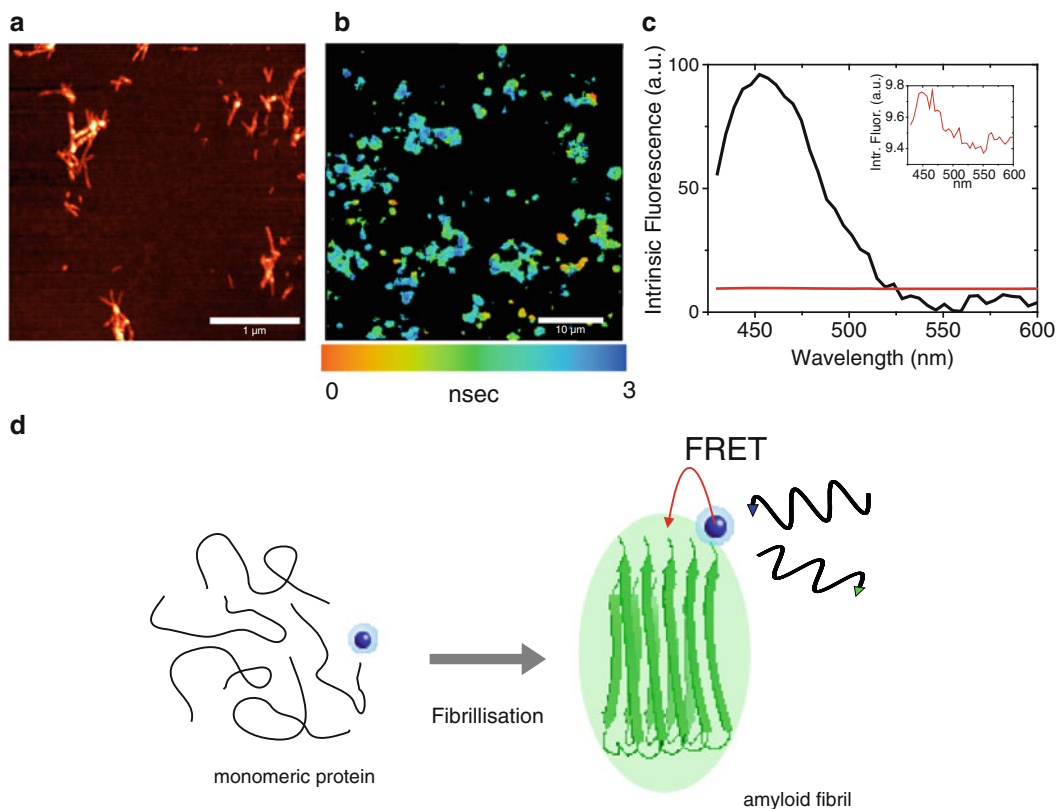 a
b
c
1 µm
10 µm
0
nsec
3
Intrinsic Fluorescence (a.u.)
100
50
0
450
500
550
600
Wavelength (nm)
Intr. Fluor. (a.u.)
9.8
9.6
9.4
450
500
550
600
nm
d
FRET
Fibrillisation
monomeric protein
amyloid fibril